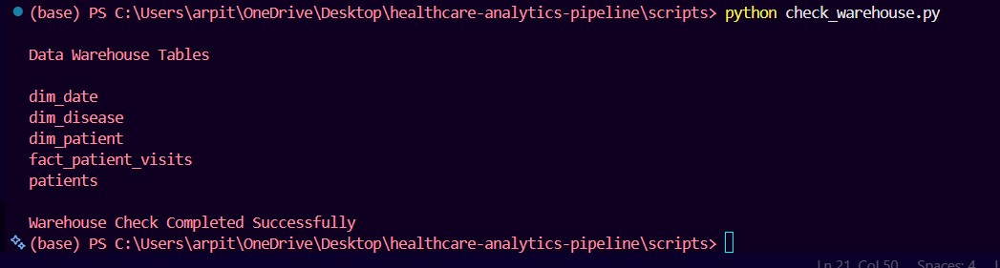 (base) PS C:\Users\arpit\OneDrive\Desktop\healthcare-analytics-pipeline\scripts> python check_warehouse.py
Data Warehouse Tables
dim_date
dim_disease
dim_patient
fact_patient_visits
patients
Warehouse Check Completed Successfully
(base) PS C:\Users\arpit\OneDrive\Desktop\healthcare-analytics-pipeline\scripts>
Ln 21, Col 50 Spaces: 4